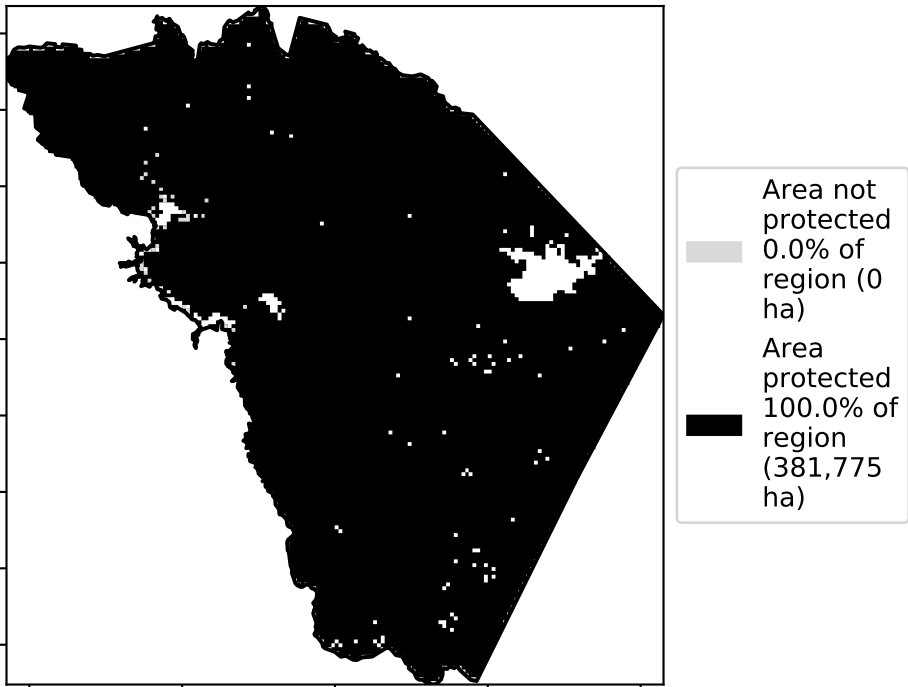 Area not
protected
0.0% of
region (0
ha)
Area
protected
100.0% of
region
(381,775
ha)